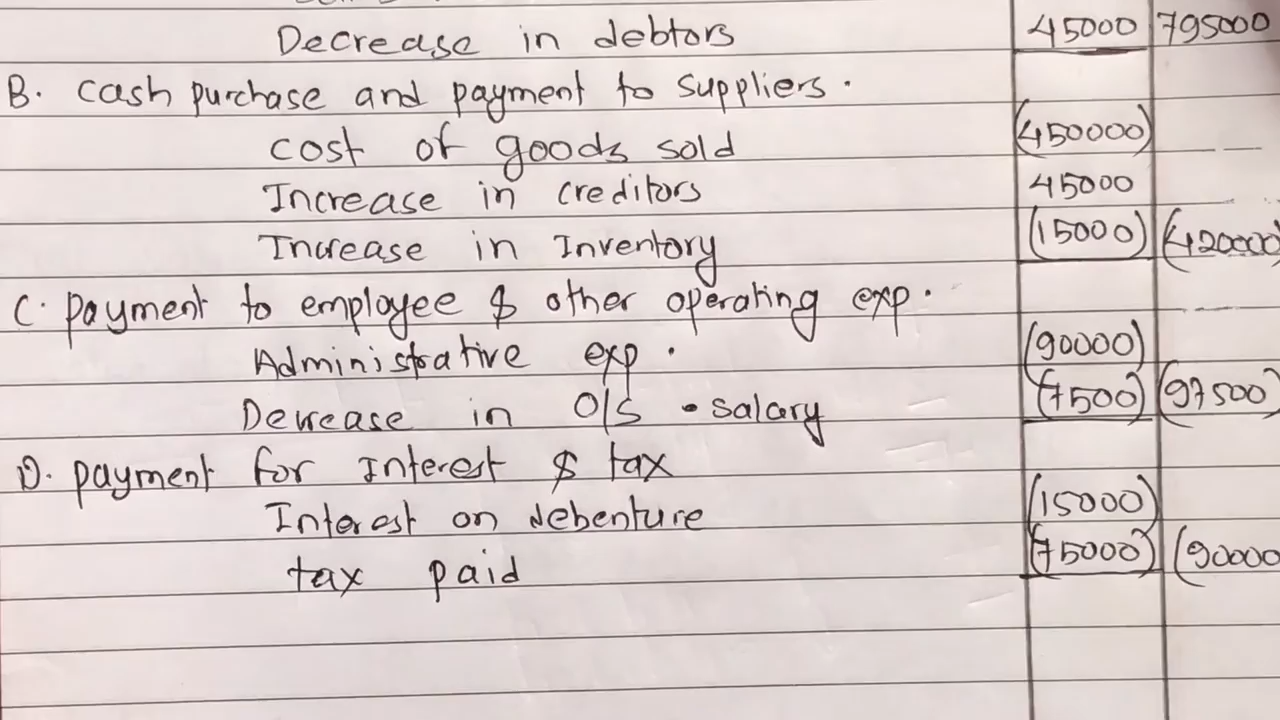 Decrease in debtors 45000 795000
B. cash purchase and payment to suppliers.
cost of goods sold (450000)
Increase in creditors 45000
Increase in Inventory (15000) (420000)
C. payment to employee & other operating exp.
Administrative exp. (90000)
Decrease in O/S salary (7500) (97500)
D. payment for Interest & tax
Interest on debenture (15000)
tax paid (75000) (90000